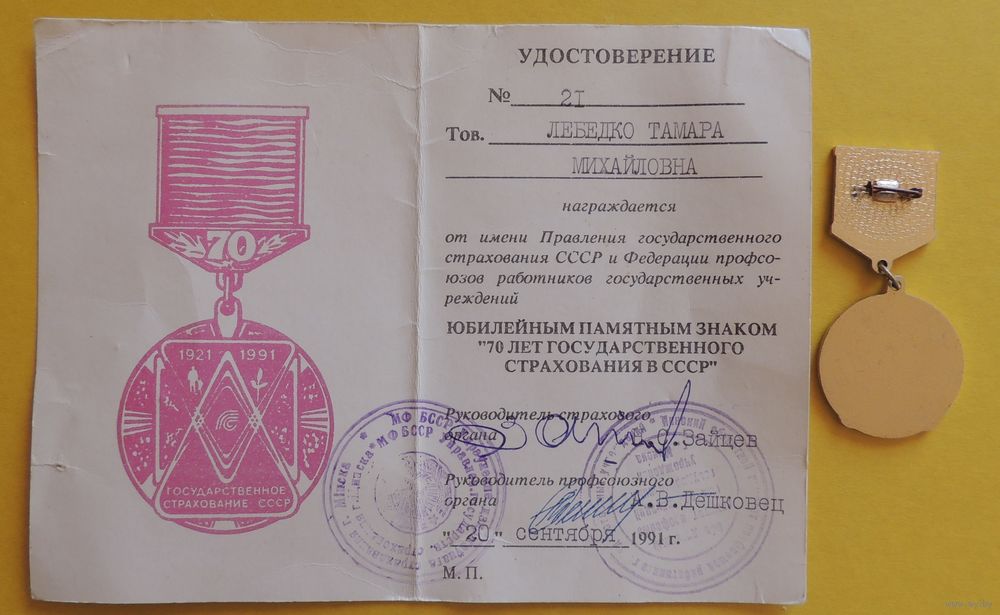 70
1921 1991
ГОСУДАРСТВЕННОЕ
СТРАХОВАНИЕ СССР
УДОСТОВЕРЕНИЕ
№ 21
Тов. ЛЕБЕДКО ТАМАРА
МИХАЙЛОВНА
награждается
от имени Правления государственного
страхования СССР и Федерации профсо-
юзов работников государственных уч-
реждений
ЮБИЛЕЙНЫМ ПАМЯТНЫМ ЗНАКОМ
"70 ЛЕТ ГОСУДАРСТВЕННОГО
СТРАХОВАНИЯ В СССР"
Руководитель страхового
органа Зайцев
Руководитель профсоюзного
органа А.В.Дешковец
"20" сентября 1991 г.
М. П.
МФ БССР